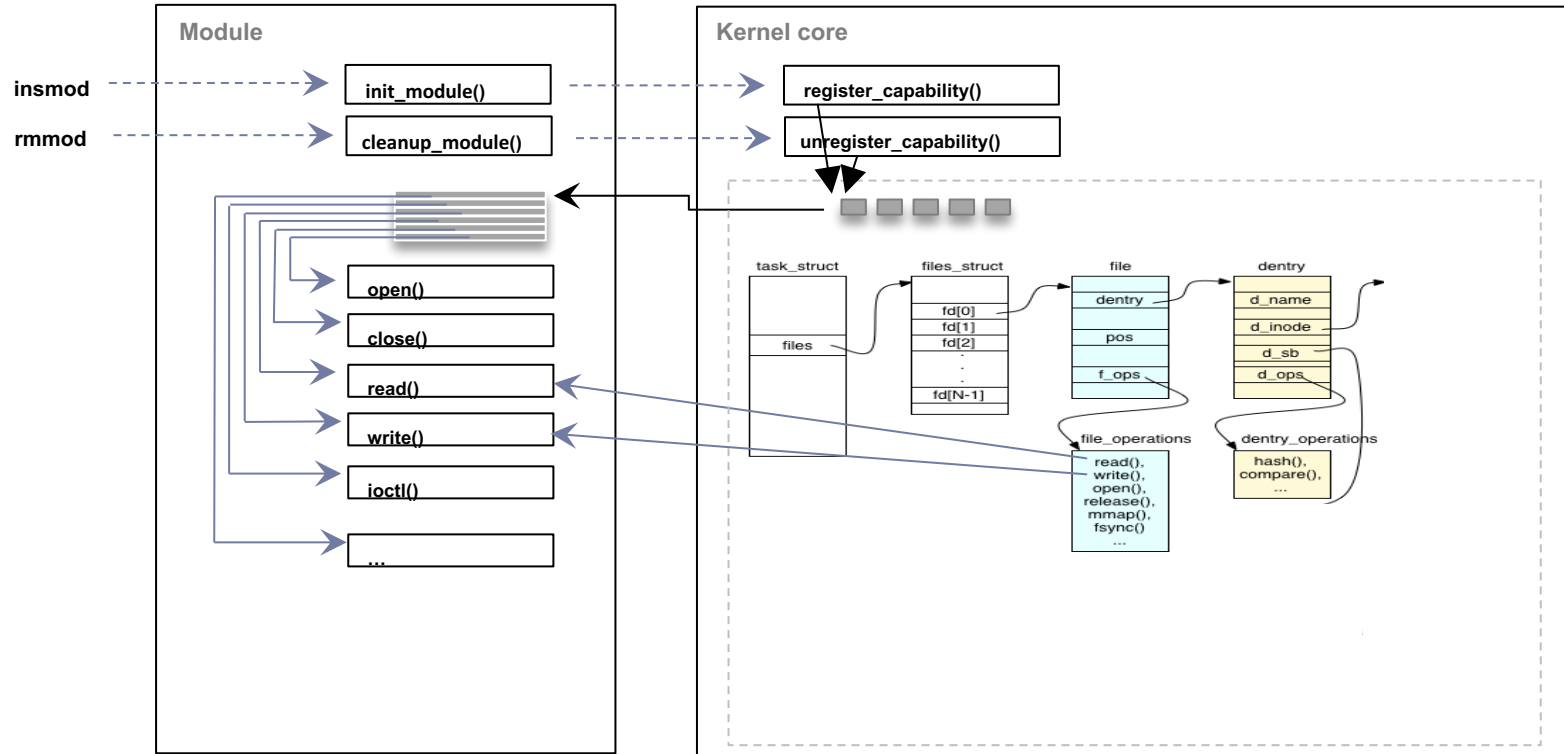 Module
Kernel core
insmod
init_module()
register_capability()
rmmod
cleanup_module()
unregister_capability()
open()
close()
read()
write()
ioctl()
...
task_struct
files
files_struct
fd[0]
fd[1]
fd[2]
.
.
.
fd[N-1]
file
dentry
pos
f_ops
dentry
d_name
d_inode
d_sb
d_ops
file_operations
read(),
write(),
open(),
release(),
mmap(),
fsync()
...
dentry_operations
hash(),
compare(),
...